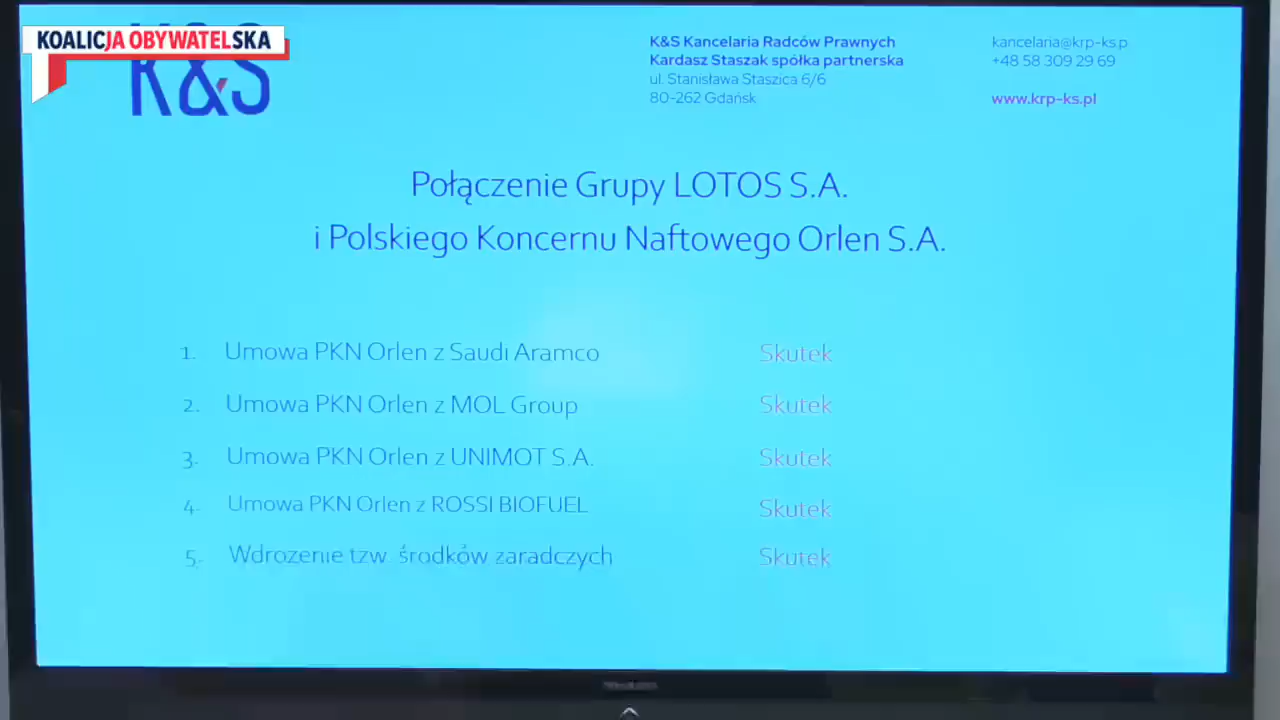 KOALICJA OBYWATELSKA
K&S
K&S Kancelaria Radców Prawnych
Kardasz Staszak spółka partnerska
ul. Stanisława Staszica 6/6
80-262 Gdańsk
kancelaria@krp-ks.p
+48 58 309 29 69
www.krp-ks.pl
Połączenie Grupy LOTOS S.A.
i Polskiego Koncernu Naftowego Orlen S.A.
1. Umowa PKN Orlen z Saudi Aramco Skutek
2. Umowa PKN Orlen z MOL Group Skutek
3. Umowa PKN Orlen z UNIMOT S.A. Skutek
4. Umowa PKN Orlen z ROSSI BIOFUEL Skutek
5. Wdrożenie tzw. środków zaradczych Skutek